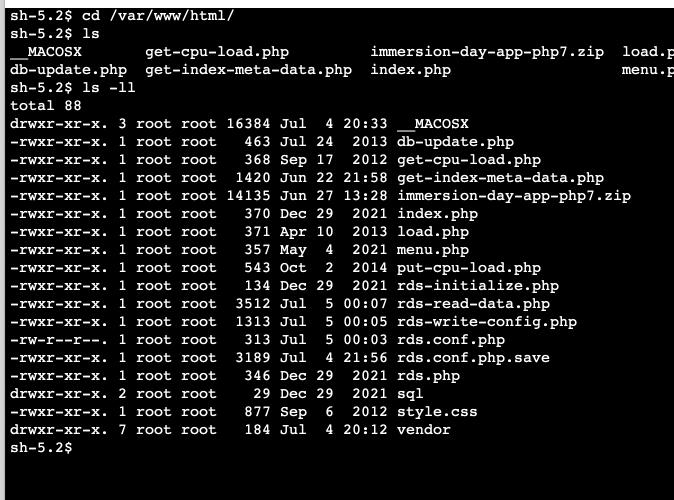 sh-5.2$ cd /var/www/html/
sh-5.2$ ls
__MACOSX       get-cpu-load.php         immersion-day-app-php7.zip  load.p
db-update.php  get-index-meta-data.php  index.php                   menu.p
sh-5.2$ ls -ll
total 88
drwxr-xr-x. 3 root root 16384 Jul  4 20:33 __MACOSX
-rwxr-xr-x. 1 root root   463 Jul 24  2013 db-update.php
-rwxr-xr-x. 1 root root   368 Sep 17  2012 get-cpu-load.php
-rwxr-xr-x. 1 root root  1420 Jun 22 21:58 get-index-meta-data.php
-rwxr-xr-x. 1 root root 14135 Jun 27 13:28 immersion-day-app-php7.zip
-rwxr-xr-x. 1 root root   370 Dec 29  2021 index.php
-rwxr-xr-x. 1 root root   371 Apr 10  2013 load.php
-rwxr-xr-x. 1 root root   357 May  4  2021 menu.php
-rwxr-xr-x. 1 root root   543 Oct  2  2014 put-cpu-load.php
-rwxr-xr-x. 1 root root   134 Dec 29  2021 rds-initialize.php
-rwxr-xr-x. 1 root root  3512 Jul  5 00:07 rds-read-data.php
-rwxr-xr-x. 1 root root  1313 Jul  5 00:05 rds-write-config.php
-rw-r--r--. 1 root root   313 Jul  5 00:03 rds.conf.php
-rwxr-xr-x. 1 root root  3189 Jul  4 21:56 rds.conf.php.save
-rwxr-xr-x. 1 root root   346 Dec 29  2021 rds.php
drwxr-xr-x. 2 root root    29 Dec 29  2021 sql
-rwxr-xr-x. 1 root root   877 Sep  6  2012 style.css
drwxr-xr-x. 7 root root   184 Jul  4 20:12 vendor
sh-5.2$